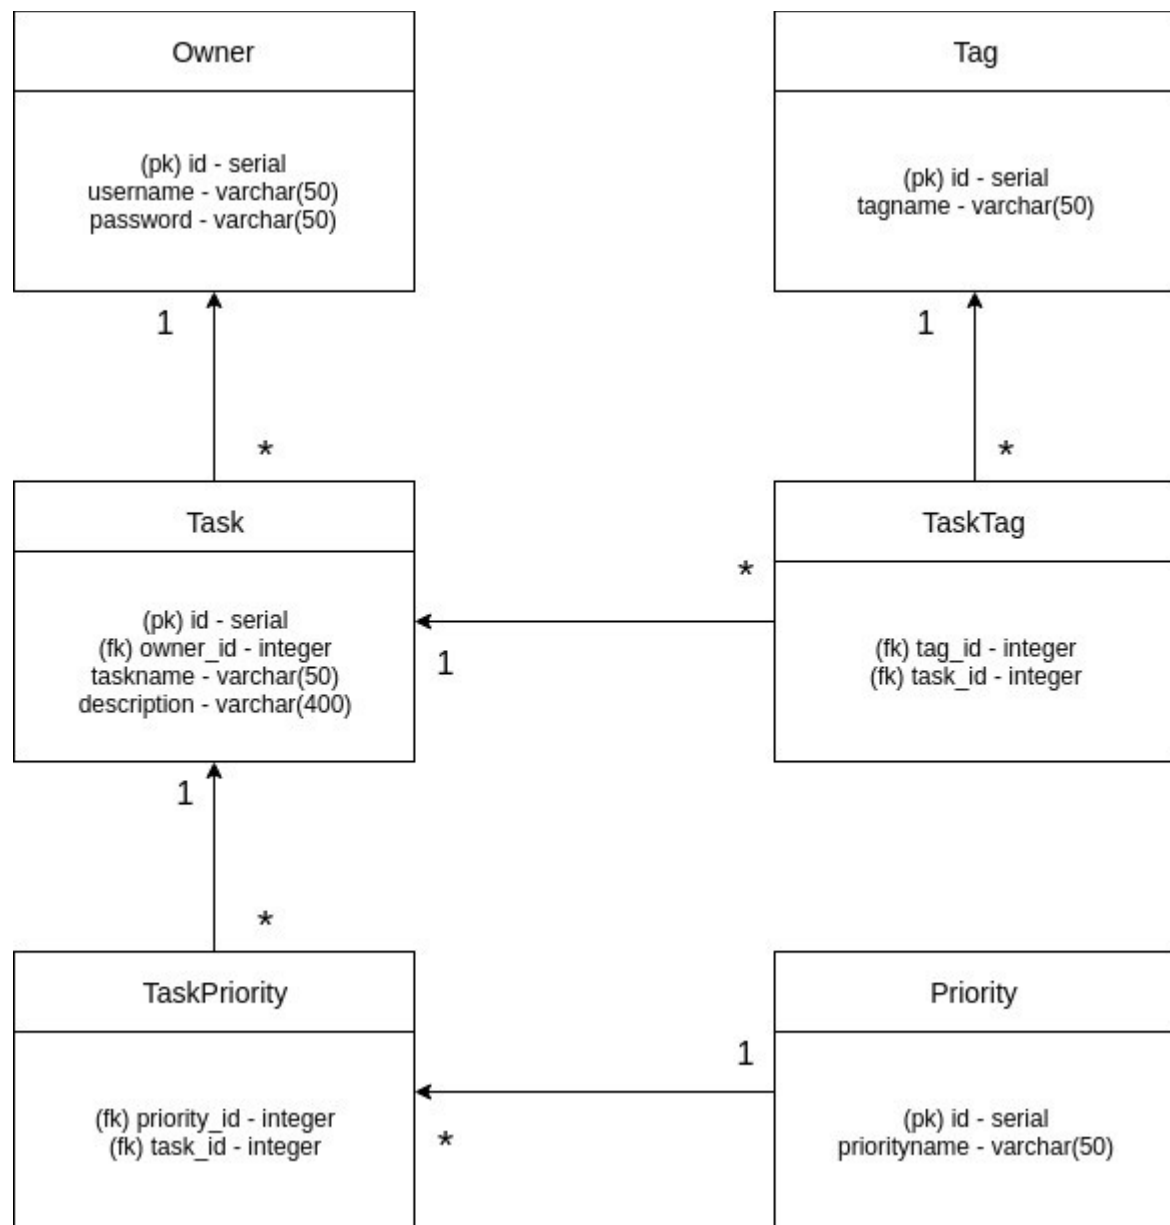 Owner
(pk) id - serial
username - varchar(50)
password - varchar(50)
Tag
(pk) id - serial
tagname - varchar(50)
1
*
1
*
Task
(pk) id - serial
(fk) owner_id - integer
taskname - varchar(50)
description - varchar(400)
*
1
TaskTag
(fk) tag_id - integer
(fk) task_id - integer
1
*
TaskPriority
(fk) priority_id - integer
(fk) task_id - integer
1
*
Priority
(pk) id - serial
priorityname - varchar(50)